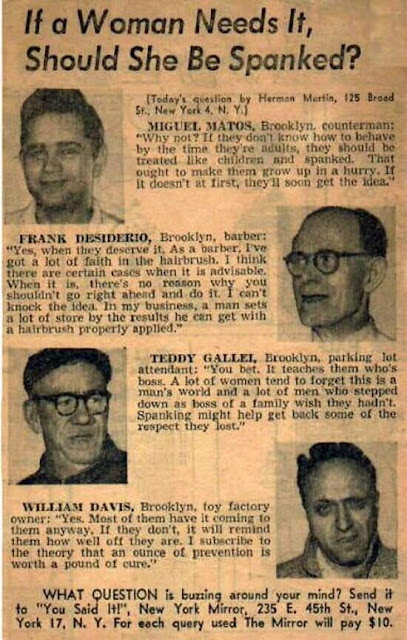 If a Woman Needs It,
Should She Be Spanked?
(Today's question by Herman Martin, 125 Broad
St., New York 4, N. Y.)
MIGUEL MATOS, Brooklyn, counterman:
"Why not? If they don't know how to behave
by the time they're adults, they should be
treated like children and spanked. That
ought to make them grow up in a hurry. If
it doesn't at first, they'll soon get the idea."
FRANK DESIDERIO, Brooklyn, barber:
"Yes, when they deserve it. As a barber, I've
got a lot of faith in the hairbrush. I think
there are certain cases when it is advisable.
When it is, there's no reason why you
shouldn't go right ahead and do it. I can't
knock the idea. In my business, a man sets
a lot of store by the results he can get with
a hairbrush properly applied."
TEDDY GALLEI, Brooklyn, parking lot
attendant: "You bet. It teaches them who's
boss. A lot of women tend to forget this is a
man's world and a lot of men who stepped
down as boss of a family wish they hadn't.
Spanking might help get back some of the
respect they lost."
WILLIAM DAVIS, Brooklyn, toy factory
owner: "Yes. Most of them have it coming to
them anyway. If they don't, it will remind
them how well off they are. I subscribe to
the theory that an ounce of prevention is
worth a pound of cure."
WHAT QUESTION is buzzing around your mind? Send it
to "You Said It!", New York Mirror, 235 E. 45th St., New
York 17, N. Y. For each query used The Mirror will pay $10.